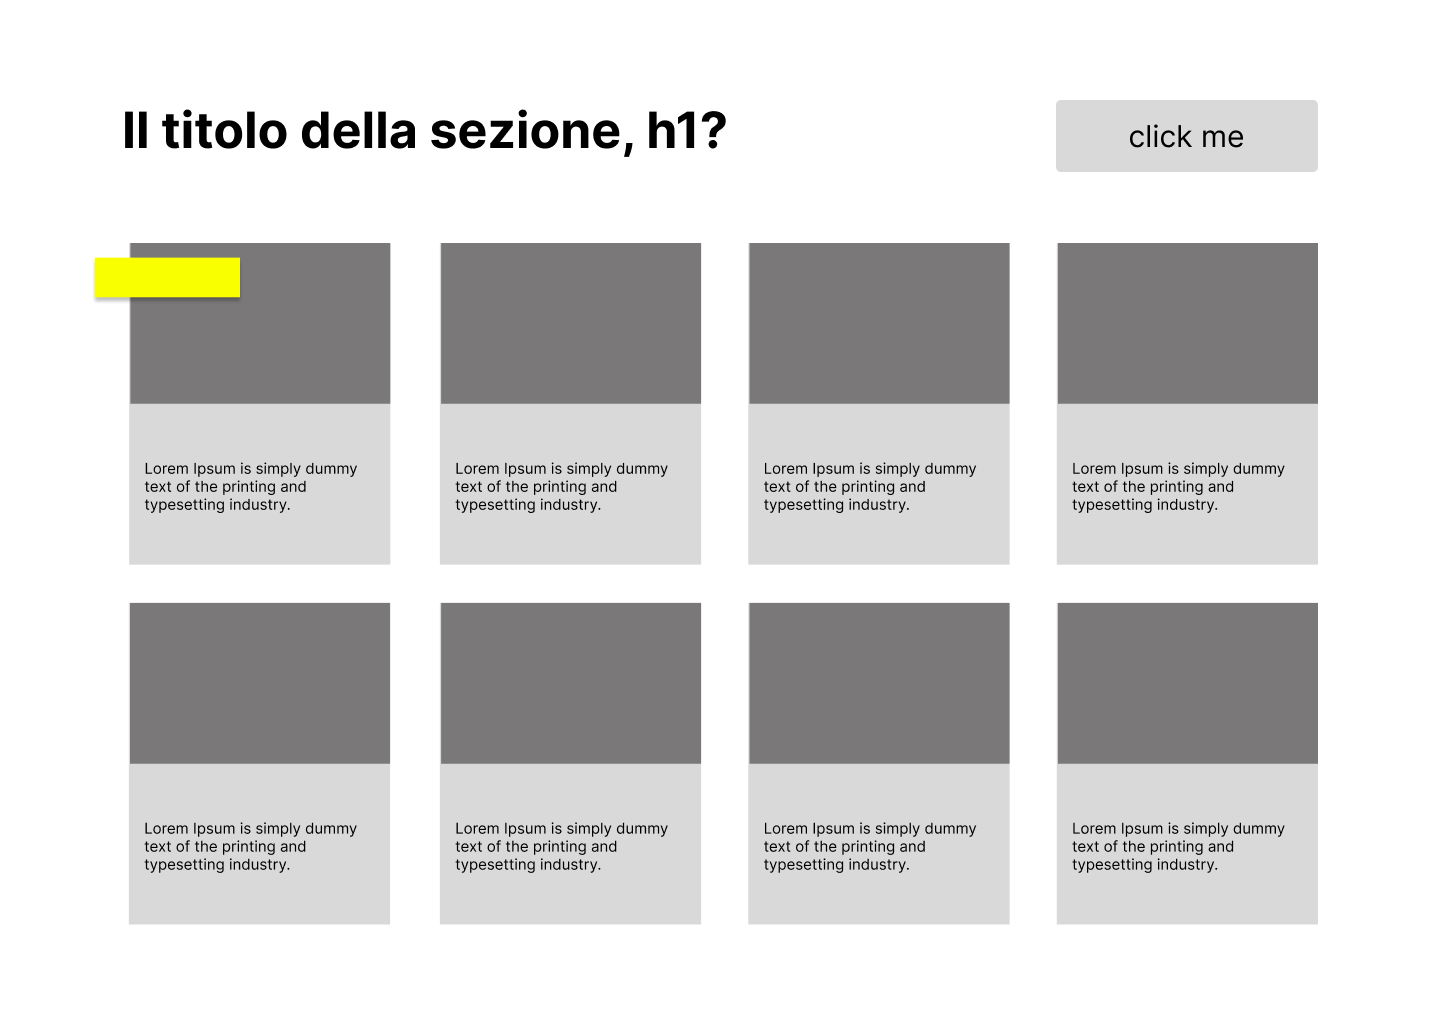 Il titolo della sezione, h1?
click me
Lorem Ipsum is simply dummy
text of the printing and
typesetting industry.
Lorem Ipsum is simply dummy
text of the printing and
typesetting industry.
Lorem Ipsum is simply dummy
text of the printing and
typesetting industry.
Lorem Ipsum is simply dummy
text of the printing and
typesetting industry.
Lorem Ipsum is simply dummy
text of the printing and
typesetting industry.
Lorem Ipsum is simply dummy
text of the printing and
typesetting industry.
Lorem Ipsum is simply dummy
text of the printing and
typesetting industry.
Lorem Ipsum is simply dummy
text of the printing and
typesetting industry.